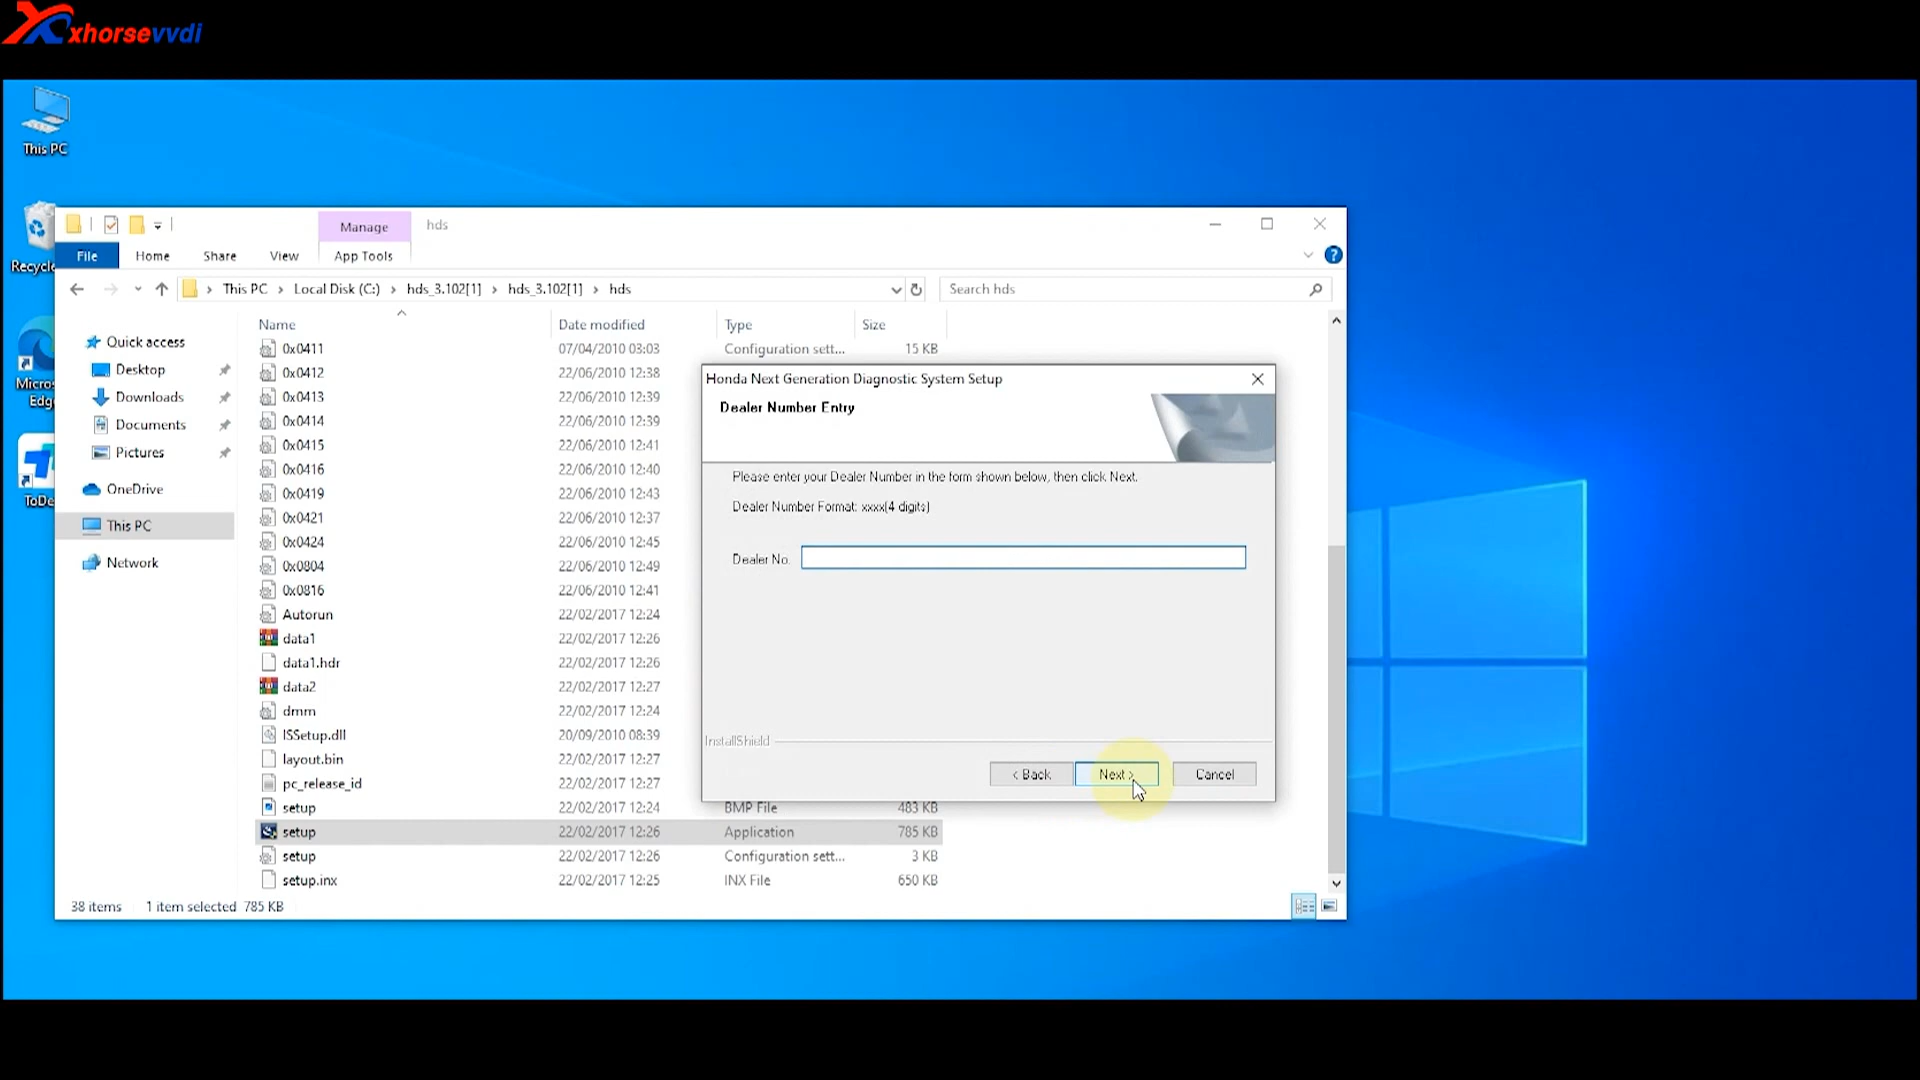 xhorsevvdi
This PC
Recycle
Micros
Edg
ToDe
Manage
hds
File
Home
Share
View
App Tools
This PC > Local Disk (C:) > hds_3.102[1] > hds_3.102[1] > hds
Search hds
Quick access
Desktop
Downloads
Documents
Pictures
OneDrive
This PC
Network
Name Date modified Type Size
0x0411 07/04/2010 03:03 Configuration sett... 15 KB
0x0412 22/06/2010 12:38
0x0413 22/06/2010 12:39
0x0414 22/06/2010 12:39
0x0415 22/06/2010 12:41
0x0416 22/06/2010 12:40
0x0419 22/06/2010 12:43
0x0421 22/06/2010 12:37
0x0424 22/06/2010 12:45
0x0804 22/06/2010 12:49
0x0816 22/06/2010 12:41
Autorun 22/02/2017 12:24
data1 22/02/2017 12:26
data1.hdr 22/02/2017 12:26
data2 22/02/2017 12:27
dmm 22/02/2017 12:24
ISSetup.dll 20/09/2010 08:39
layout.bin 22/02/2017 12:27
pc_release_id 22/02/2017 12:27
setup 22/02/2017 12:24 BMP File 483 KB
setup 22/02/2017 12:26 Application 785 KB
setup 22/02/2017 12:26 Configuration sett... 3 KB
setup.inx 22/02/2017 12:25 INX File 650 KB
38 items 1 item selected 785 KB
Honda Next Generation Diagnostic System Setup
Dealer Number Entry
Please enter your Dealer Number in the form shown below, then click Next.
Dealer Number Format: xxxx(4 digits)
Dealer No.
InstallShield
< Back
Next >
Cancel